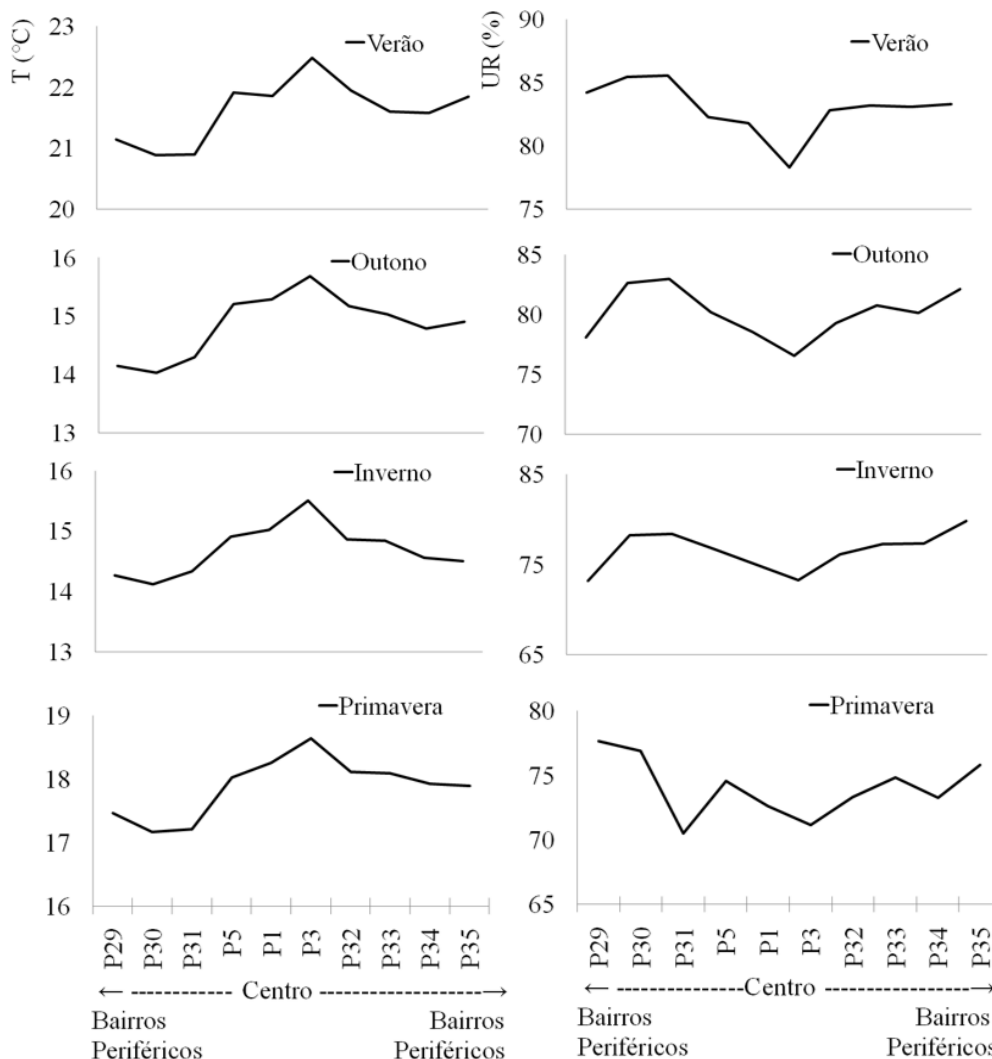 T (°C)
23
22
21
20
Verão
UR (%)
90
85
80
75
Verão
16
15
14
13
Outono
85
80
75
70
Outono
16
15
14
13
Inverno
85
75
65
Inverno
19
18
17
16
Primavera
80
75
70
65
Primavera
P29
P30
P31
P5
P1
P3
P32
P33
P34
P35
← ----------- Centro ---------------→
Bairros
Periféricos
Bairros
Periféricos
P29
P30
P31
P5
P1
P3
P32
P33
P34
P35
← --------------Centro --------------→
Bairros
Periféricos
Bairros
Periféricos